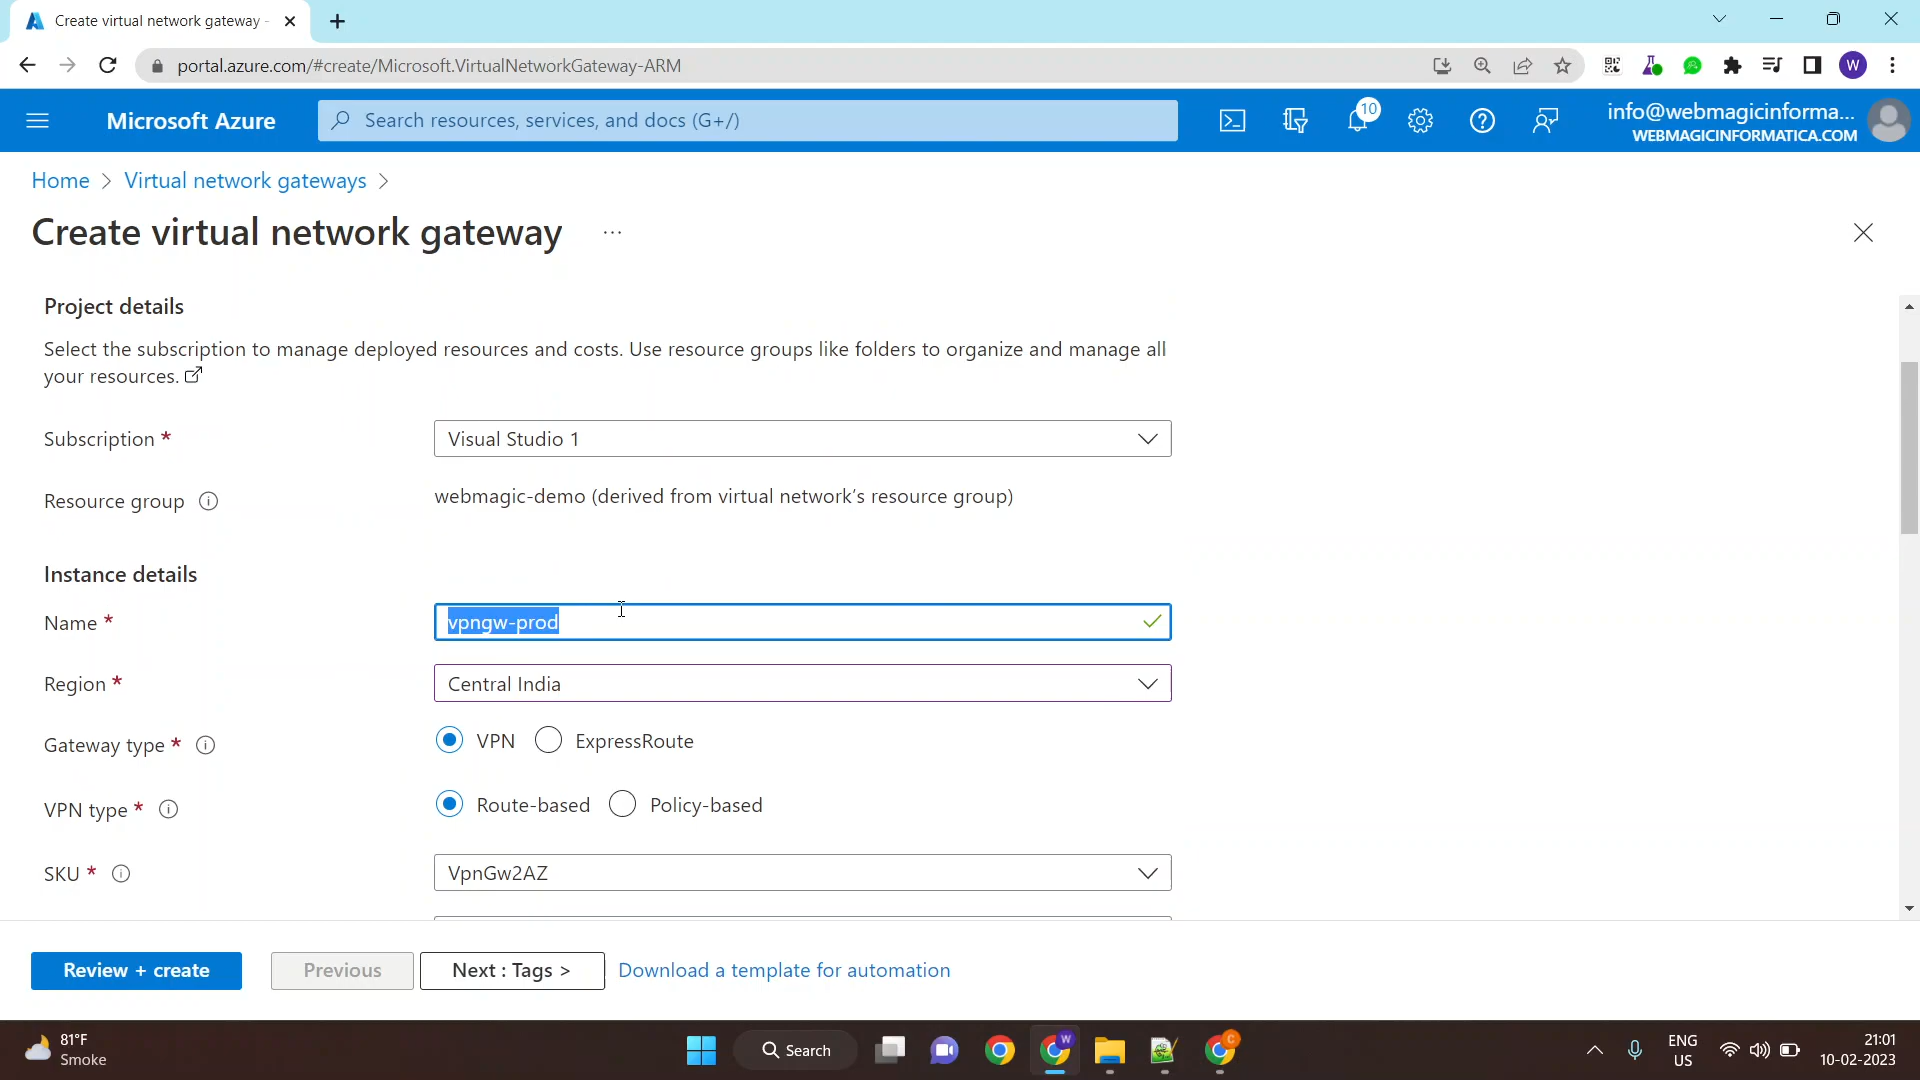 Create virtual network gateway -
portal.azure.com/#create/Microsoft.VirtualNetworkGateway-ARM
W
Microsoft Azure
Search resources, services, and docs (G+/)
10
info@webmagicinforma...
WEBMAGICINFORMATICA.COM
Home > Virtual network gateways >
Create virtual network gateway ...
Project details
Select the subscription to manage deployed resources and costs. Use resource groups like folders to organize and manage all
your resources.
Subscription *
Visual Studio 1
Resource group
webmagic-demo (derived from virtual network's resource group)
Instance details
Name *
vpngw-prod
Region *
Central India
Gateway type *
VPN ExpressRoute
VPN type *
Route-based Policy-based
SKU *
VpnGw2AZ
Review + create
Previous
Next : Tags >
Download a template for automation
81°F
Smoke
Search
W
C
ENG
US
21:01
10-02-2023